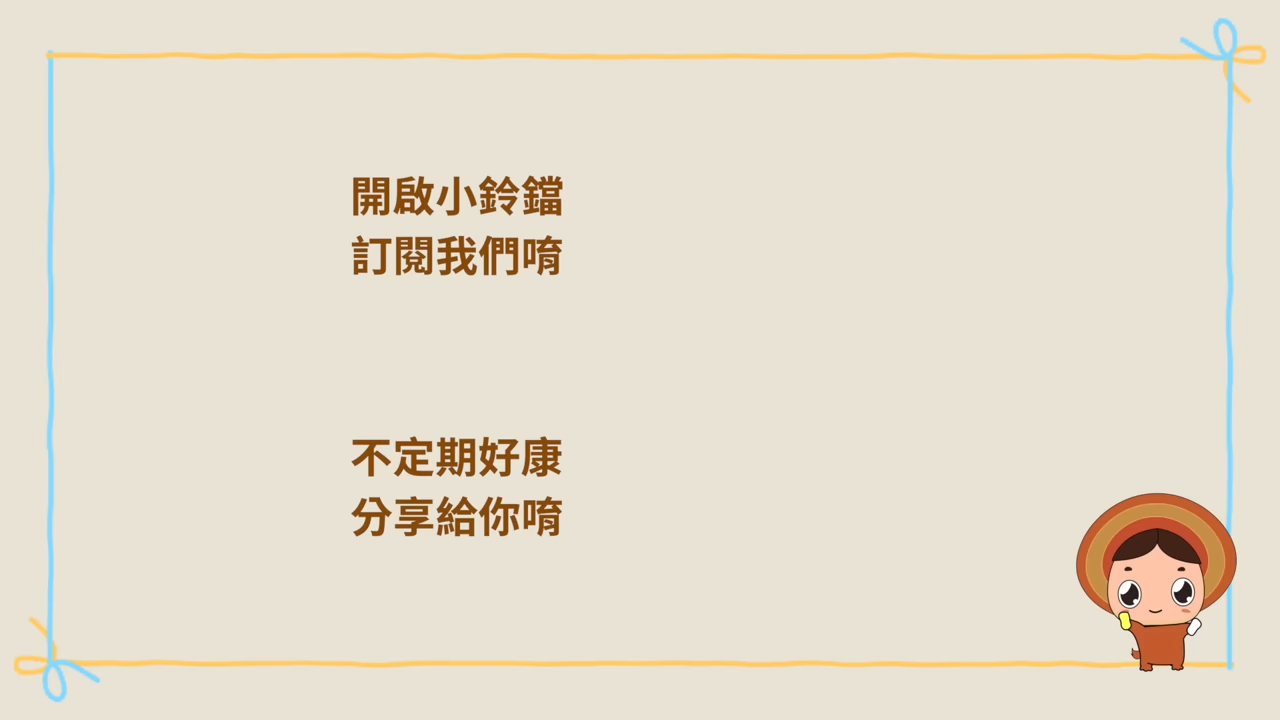 開啟小鈴鐺
訂閱我們唷
不定期好康
分享給你唷